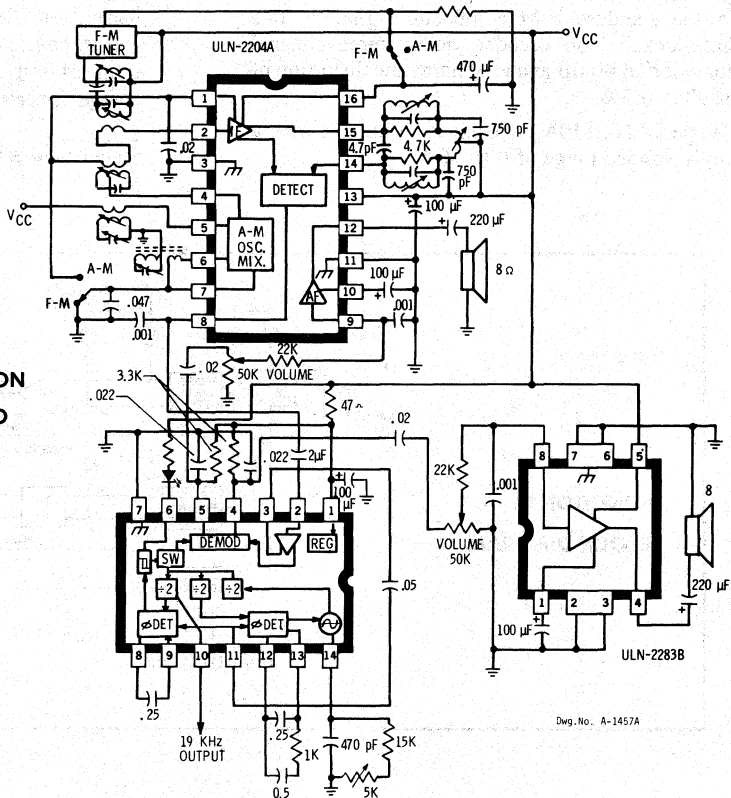 F-M
TUNER
ULN-2204A
F-M
A-M
VCC
470 µF
+
1
2
3
4
5
6
7
8
16
15
14
13
12
11
10
9
IF
DETECT
A-M
OSC.
MIX.
AF
.02
4.7pF
4.7K
750 pF
750
pF
+
100
µF
220 µF
+
8 Ω
100 µF
+
.001
VCC
A-M
F-M
.047
.001
22K
.02
50K
VOLUME
ON
D
3.3K
.022
47Ω
.02
.022
2µF
+
100
µF
22K
.001
VOLUME
50K
8
7
6
5
1
2
3
4
8
220 µF
+
100 µF
+
ULN-2283B
7
6
5
4
3
2
1
DEMOD
REG
SW
÷2
÷2
÷2
ØDET
ØDET
8
9
10
11
12
13
14
.05
.25
19 KHz
OUTPUT
.25
1K
0.5
470 pF
15K
5K
Dwg.No. A-1457A